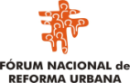 FÓRUM NACIONAL de
REFORMA URBANA